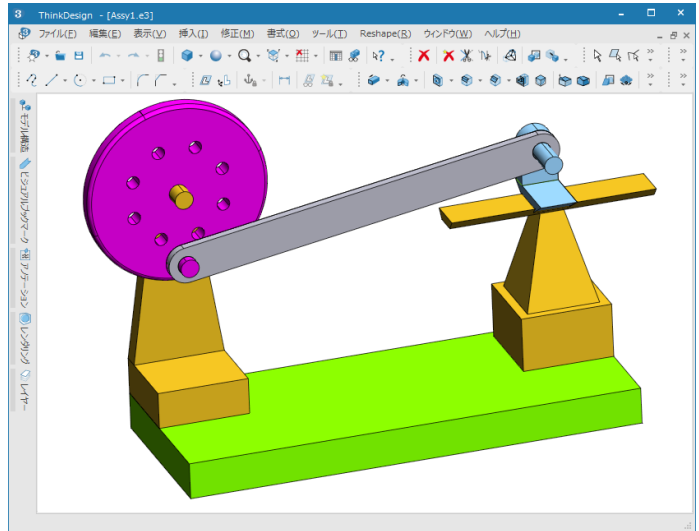 ThinkDesign - [Assy1.e3]
ファイル(F) 編集(E) 表示(V) 挿入(I) 修正(M) 書式(O) ツール(T) Reshape(R) ウィンドウ(W) ヘルプ(H)
モデル構造
ビジュアルブックマーク
アノテーション
レンダリング
レイヤー